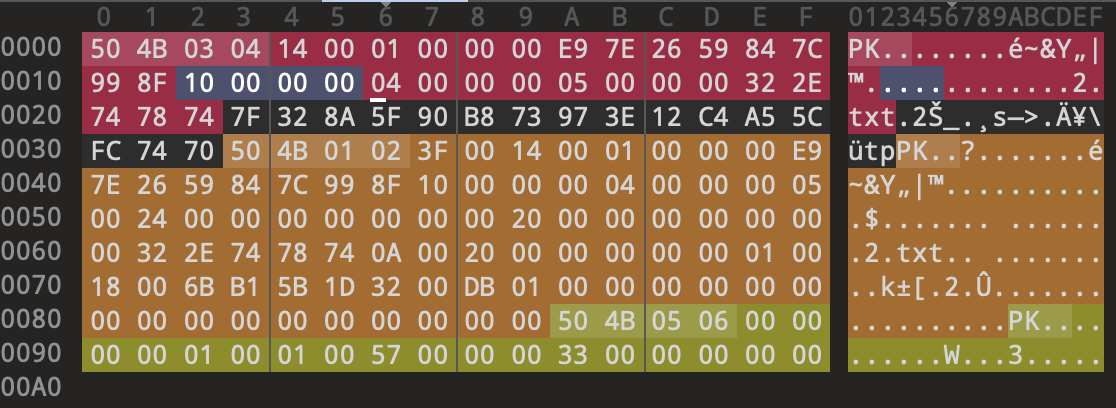 0 1 2 3 4 5 6 7 8 9 A B C D E F 0123456789ABCDEF
0000 50 4B 03 04 14 00 01 00 00 00 E9 7E 26 59 84 7C PK........é~&Y„|
0010 99 8F 10 00 00 00 04 00 00 00 05 00 00 00 32 2E ™.............2.
0020 74 78 74 7F 32 8A 5F 90 B8 73 97 3E 12 C4 A5 5C txt.2Š_.¸s—>.Ä¥\
0030 FC 74 70 50 4B 01 02 3F 00 14 00 01 00 00 00 E9 ütpPK..?.......é
0040 7E 26 59 84 7C 99 8F 10 00 00 00 04 00 00 00 05 ~&Y„|™..........
0050 00 24 00 00 00 00 00 00 00 20 00 00 00 00 00 00 .$....... ......
0060 00 32 2E 74 78 74 0A 00 20 00 00 00 00 00 01 00 .2.txt.. .......
0070 18 00 6B B1 5B 1D 32 00 DB 01 00 00 00 00 00 00 ..k±[.2.Û.......
0080 00 00 00 00 00 00 00 00 00 00 50 4B 05 06 00 00 ..........PK....
0090 00 00 01 00 01 00 57 00 00 00 33 00 00 00 00 00 ......W...3.....
00A0